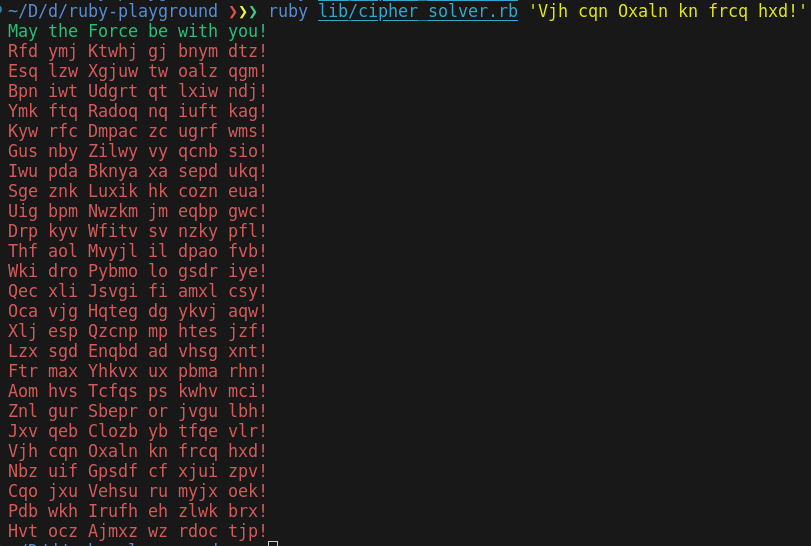 ~/D/d/ruby-playground ❯❯❯ ruby lib/cipher_solver.rb 'Vjh cqn Oxaln kn frcq hxd!'
May the Force be with you!
Rfd ymj Ktwhj gj bnym dtz!
Esq lzw Xgjuw tw oalz qgm!
Bpn iwt Udgrt qt lxiw ndj!
Ymk ftq Radoq nq iuft kag!
Kyw rfc Dmpac zc ugrf wms!
Gus nby Zilwy vy qcnb sio!
Iwu pda Bknya xa sepd ukq!
Sge znk Luxik hk cozn eua!
Uig bpm Nwzkm jm eqbp gwc!
Drp kyv Wfitv sv nzky pfl!
Thf aol Mvyjl il dpao fvb!
Wki dro Pybmo lo gsdr iye!
Qec xli Jsvgi fi amxl csy!
Oca vjg Hqteg dg ykvj aqw!
Xlj esp Qzcnp mp htes jzf!
Lzx sgd Enqbd ad vhsg xnt!
Ftr max Yhkvx ux pbma rhn!
Aom hvs Tcfqs ps kwhv mci!
Znl gur Sbepr or jvgu lbh!
Jxv qeb Clozb yb tfqe vlr!
Vjh cqn Oxaln kn frcq hxd!
Nbz uif Gpsdf cf xjui zpv!
Cqo jxu Vehsu ru myjx oek!
Pdb wkh Irufh eh zlwk brx!
Hvt ocz Ajmxz wz rdoc tjp!